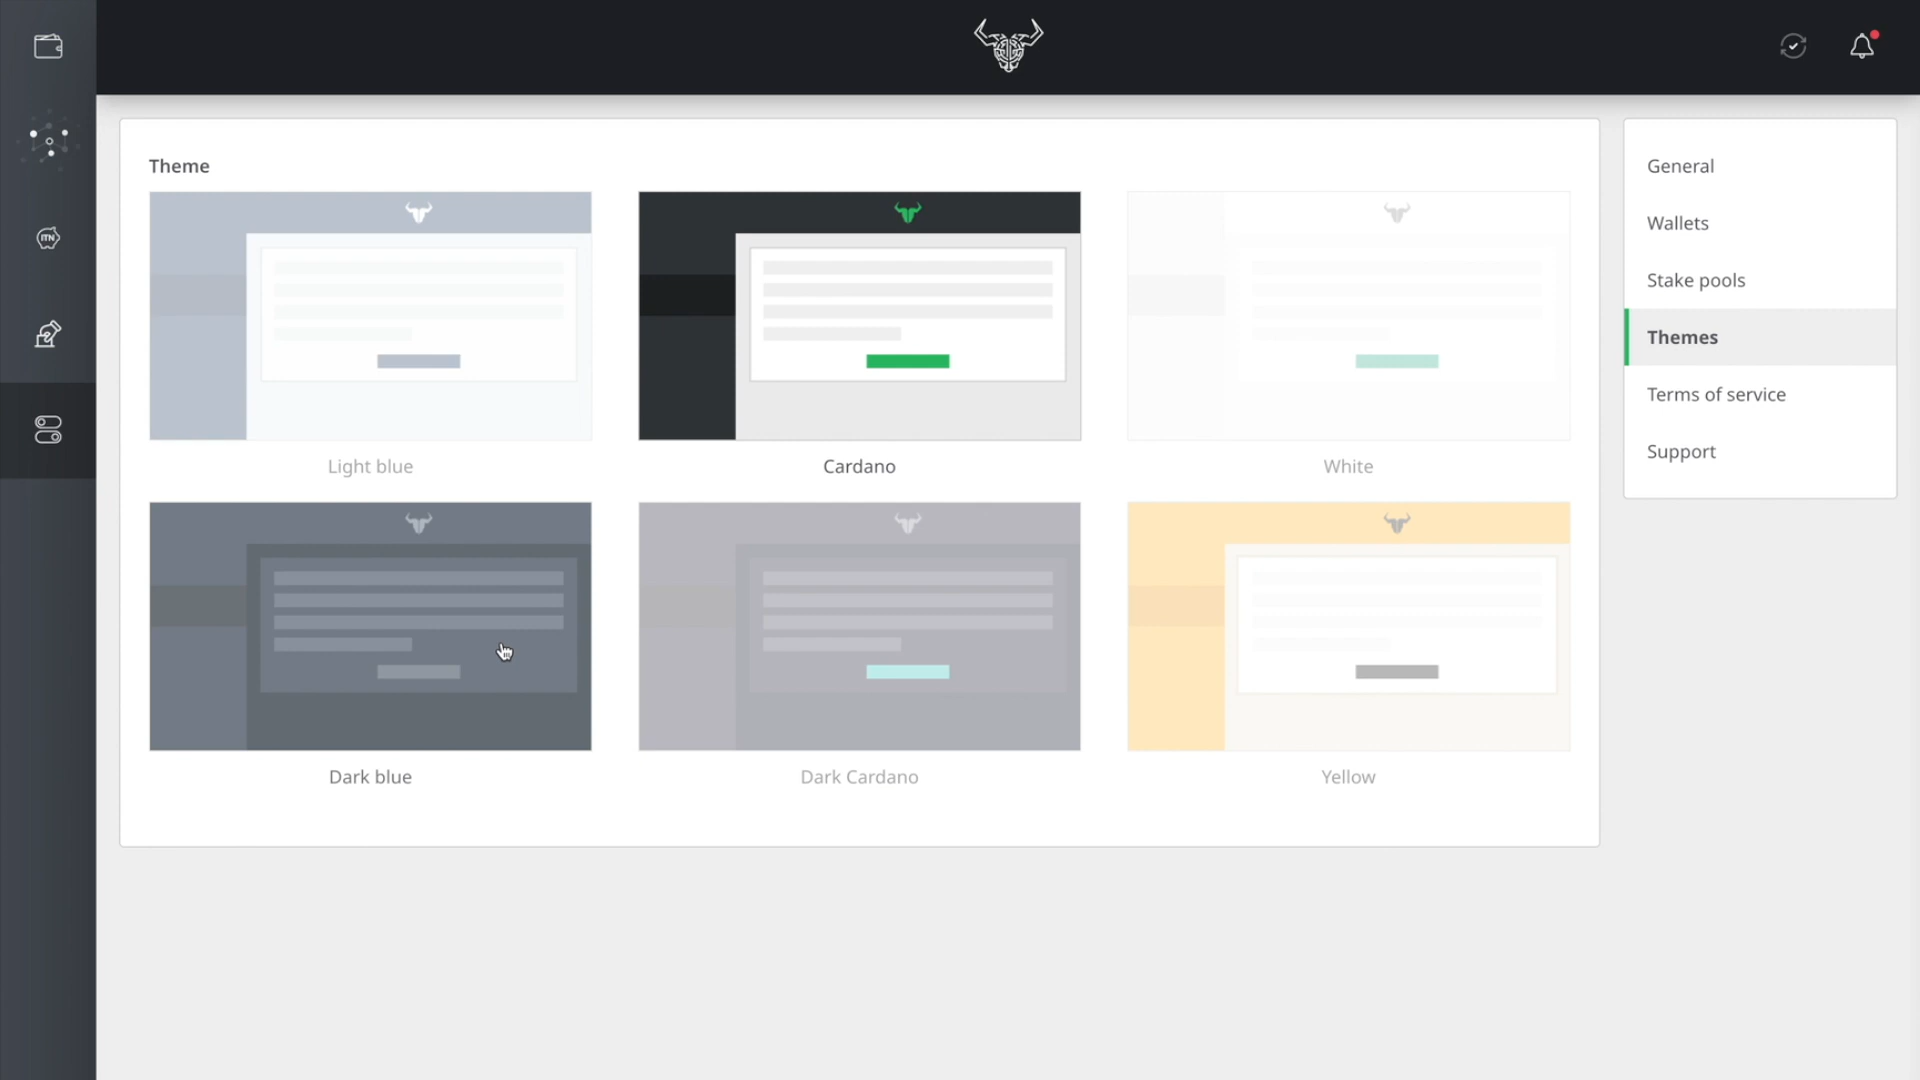 ITN
Theme
Light blue
Cardano
White
Dark blue
Dark Cardano
Yellow
General
Wallets
Stake pools
Themes
Terms of service
Support